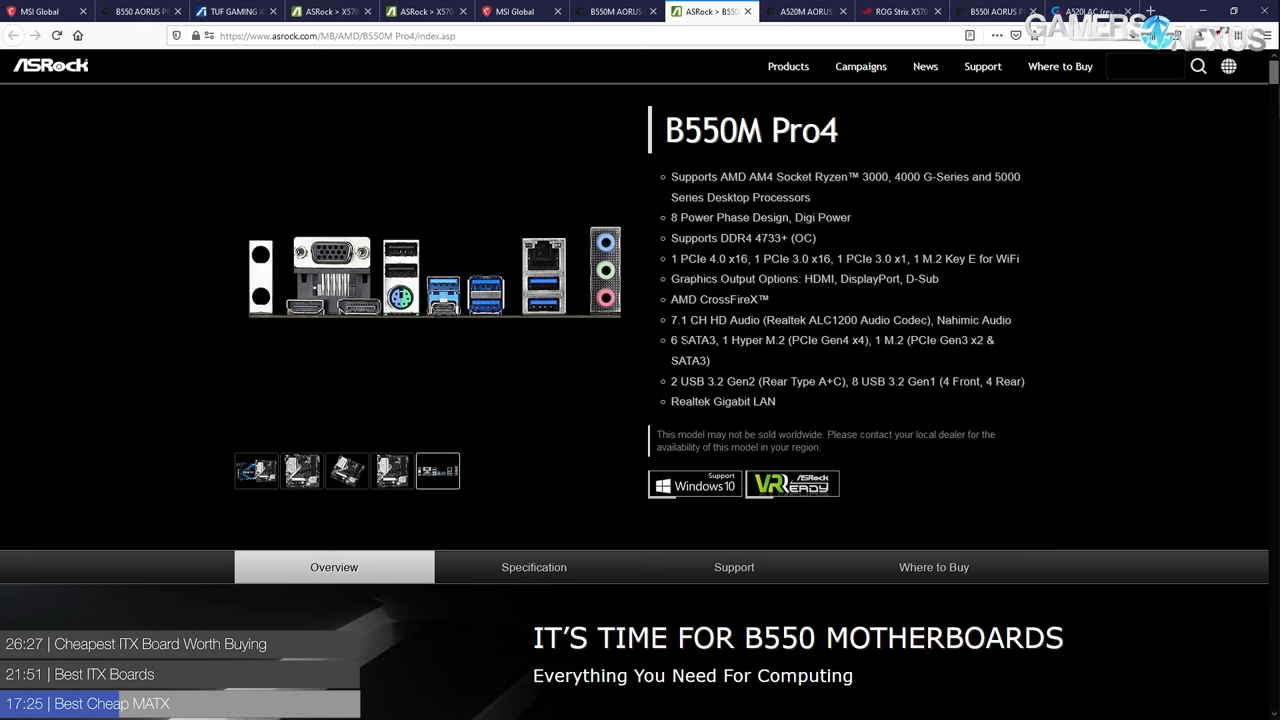 MSI Global
B550 AORUS P
TUF GAMING X
ASRock > X570
ASRock > X570
MSI Global
B550M AORUS
ASRock > B550
A520M AORUS
ROG Strix X570
B550I AORUS P
A520I AC (rev
GAMERS NEXUS
https://www.asrock.com/MB/AMD/B550M Pro4/index.asp
ASRock
Products
Campaigns
News
Support
Where to Buy
B550M Pro4
Supports AMD AM4 Socket Ryzen™ 3000, 4000 G-Series and 5000
Series Desktop Processors
8 Power Phase Design, Digi Power
Supports DDR4 4733+ (OC)
1 PCIe 4.0 x16, 1 PCIe 3.0 x16, 1 PCIe 3.0 x1, 1 M.2 Key E for WiFi
Graphics Output Options: HDMI, DisplayPort, D-Sub
AMD CrossFireX™
7.1 CH HD Audio (Realtek ALC1200 Audio Codec), Nahimic Audio
6 SATA3, 1 Hyper M.2 (PCIe Gen4 x4), 1 M.2 (PCIe Gen3 x2 &
SATA3)
2 USB 3.2 Gen2 (Rear Type A+C), 8 USB 3.2 Gen1 (4 Front, 4 Rear)
Realtek Gigabit LAN
This model may not be sold worldwide. Please contact your local dealer for the
availability of this model in your region.
Support
Windows 10
VR ASRock
READY
Overview
Specification
Support
Where to Buy
IT'S TIME FOR B550 MOTHERBOARDS
Everything You Need For Computing
26:27 | Cheapest ITX Board Worth Buying
21:51 | Best ITX Boards
17:25 | Best Cheap MATX